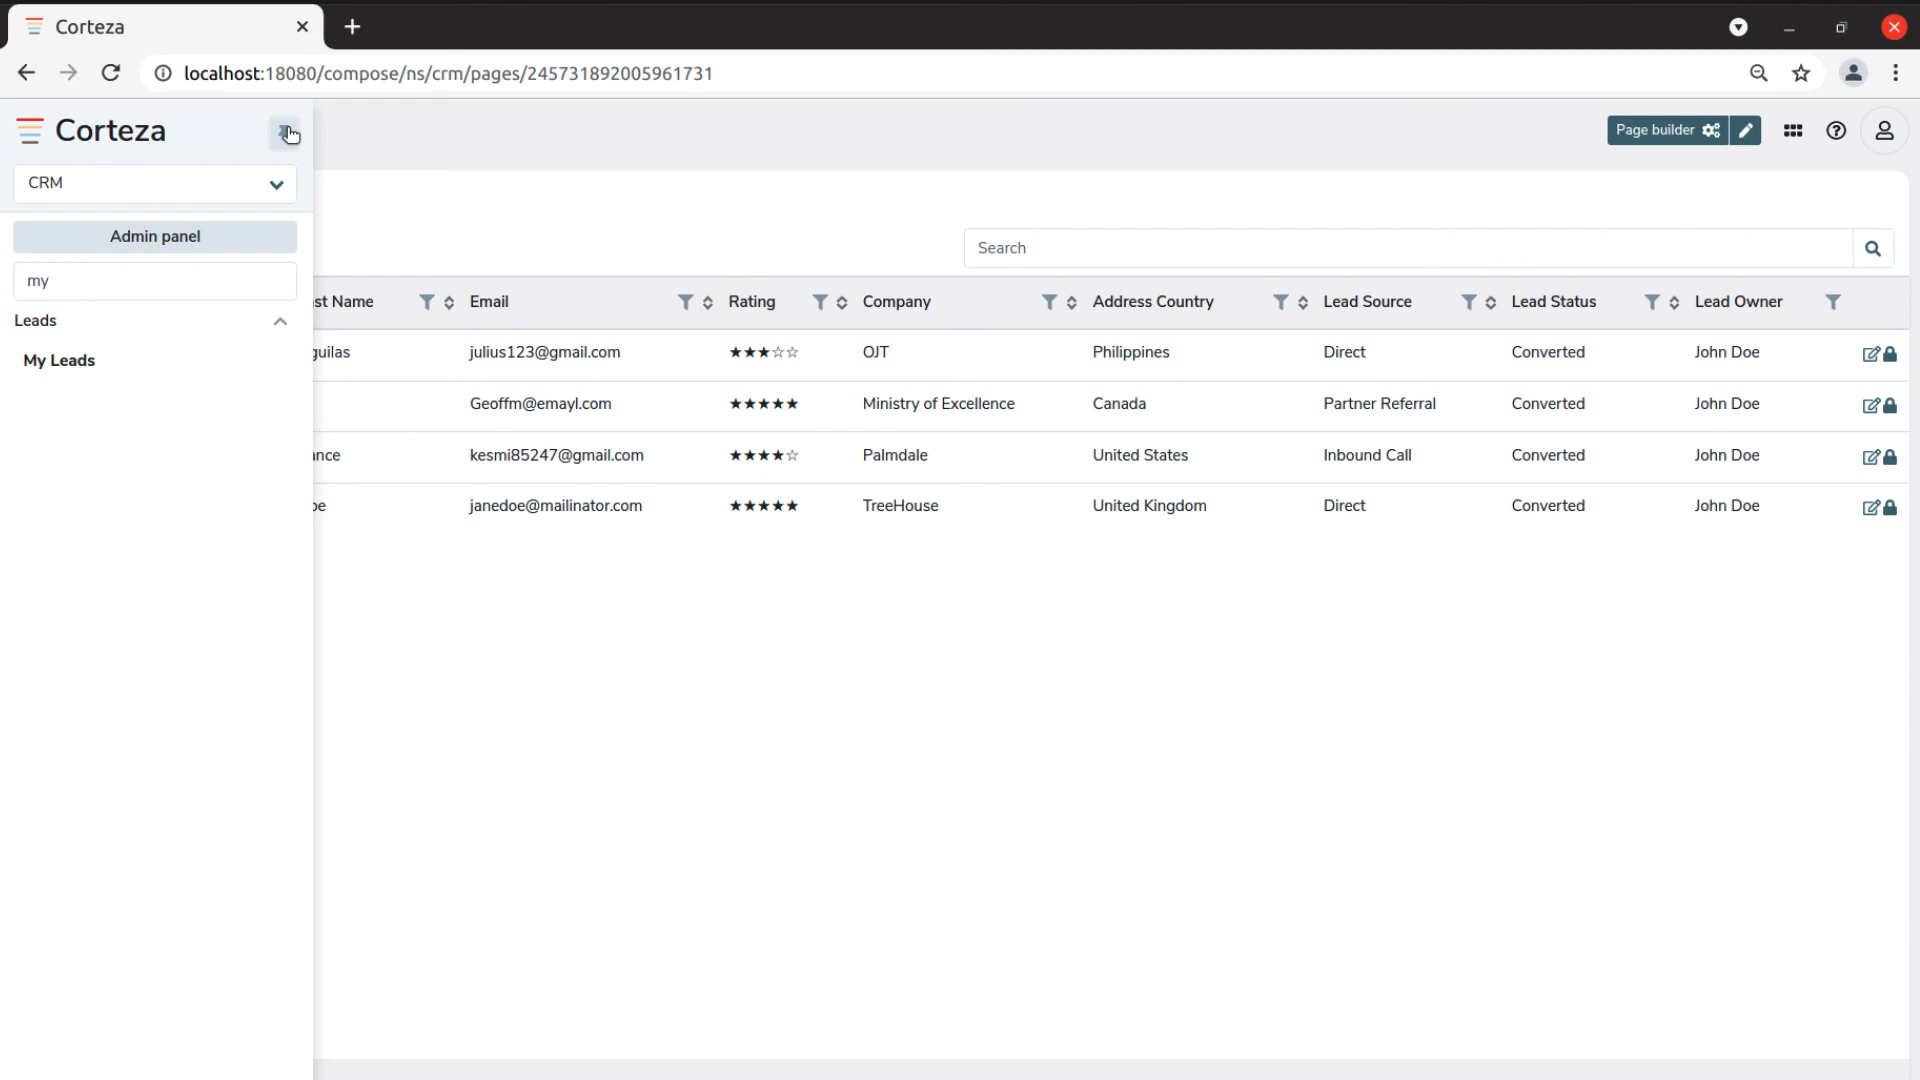 Corteza
localhost:18080/compose/ns/crm/pages/245731892005961731
Corteza
Page builder
CRM
Admin panel
Search
my
st Name Email Rating Company Address Country Lead Source Lead Status Lead Owner
Leads
guilas julius123@gmail.com ★★★☆☆ OJT Philippines Direct Converted John Doe
My Leads
Geoffm@emayl.com ★★★★★ Ministry of Excellence Canada Partner Referral Converted John Doe
nce kesmi85247@gmail.com ★★★★☆ Palmdale United States Inbound Call Converted John Doe
oe janedoe@mailinator.com ★★★★★ TreeHouse United Kingdom Direct Converted John Doe